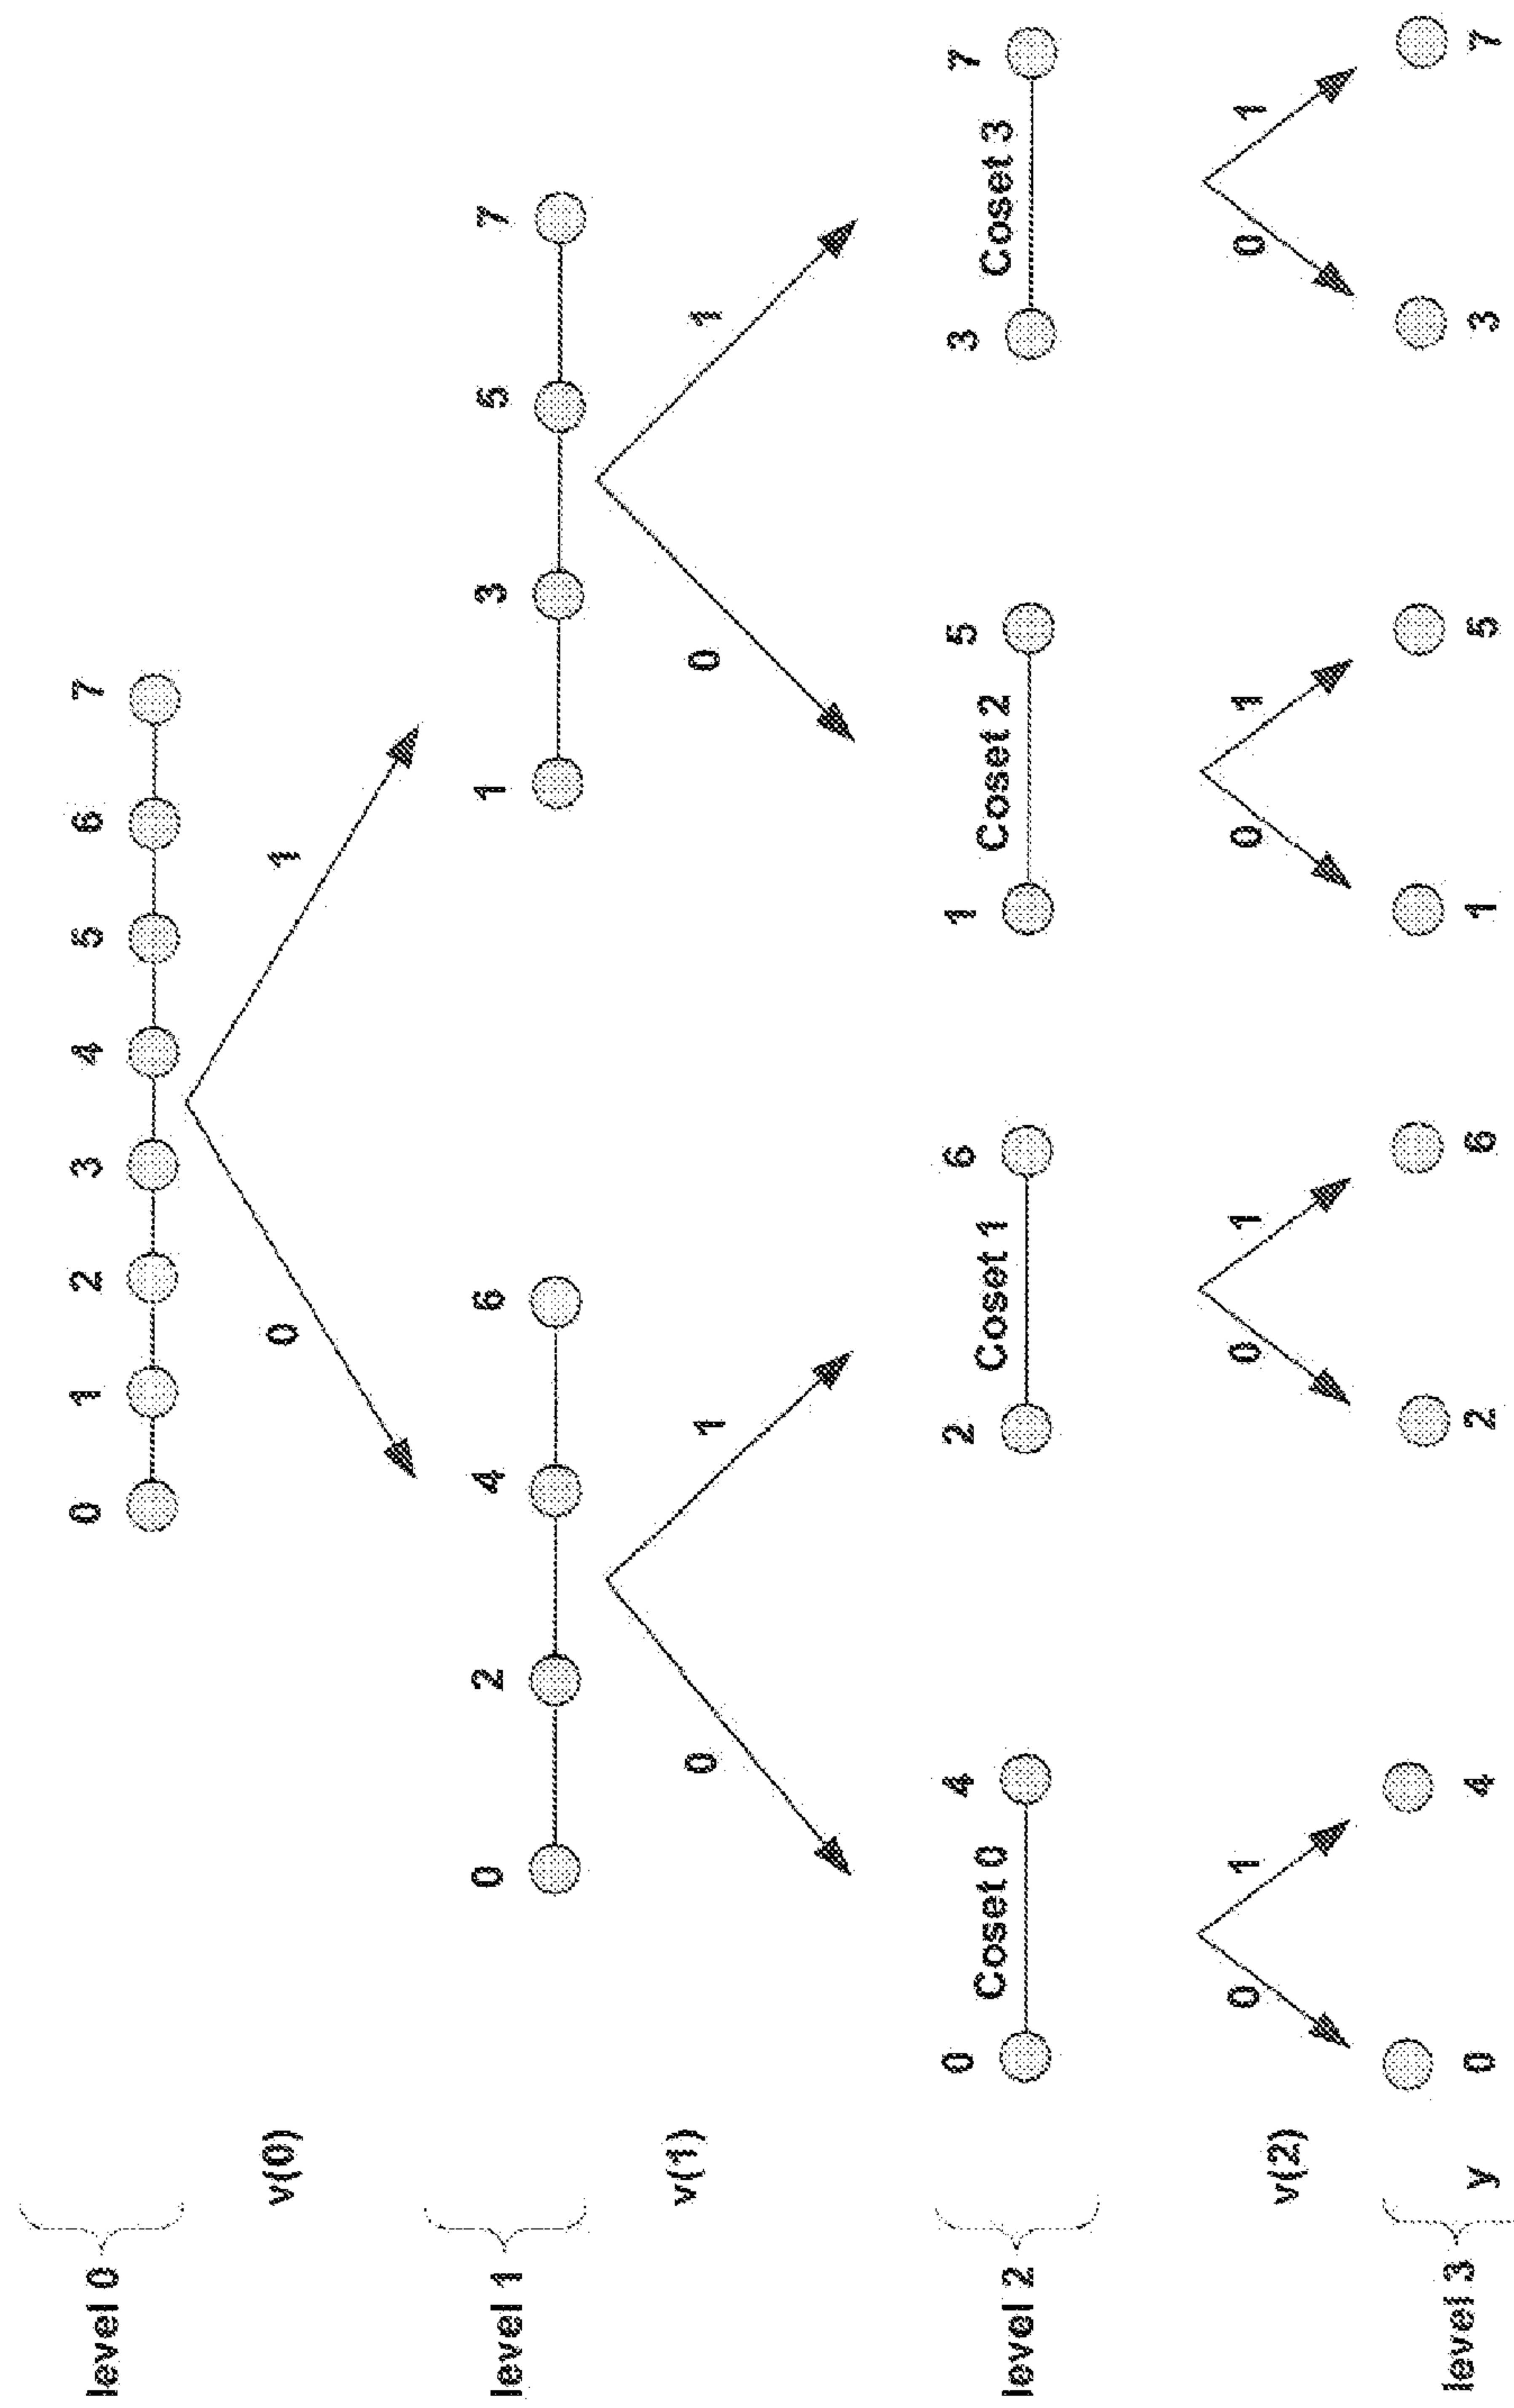 level 0
0 1 2 3 4 5 6 7
v(0)
0 1
level 1
0 2 4 6
1 3 5 7
v(1)
0 1
0 1
level 2
0 4
Coset 0
2 6
Coset 1
1 5
Coset 2
3 7
Coset 3
v(2)
0 1
0 1
0 1
0 1
level 3
y
0 4 2 6 1 5 3 7